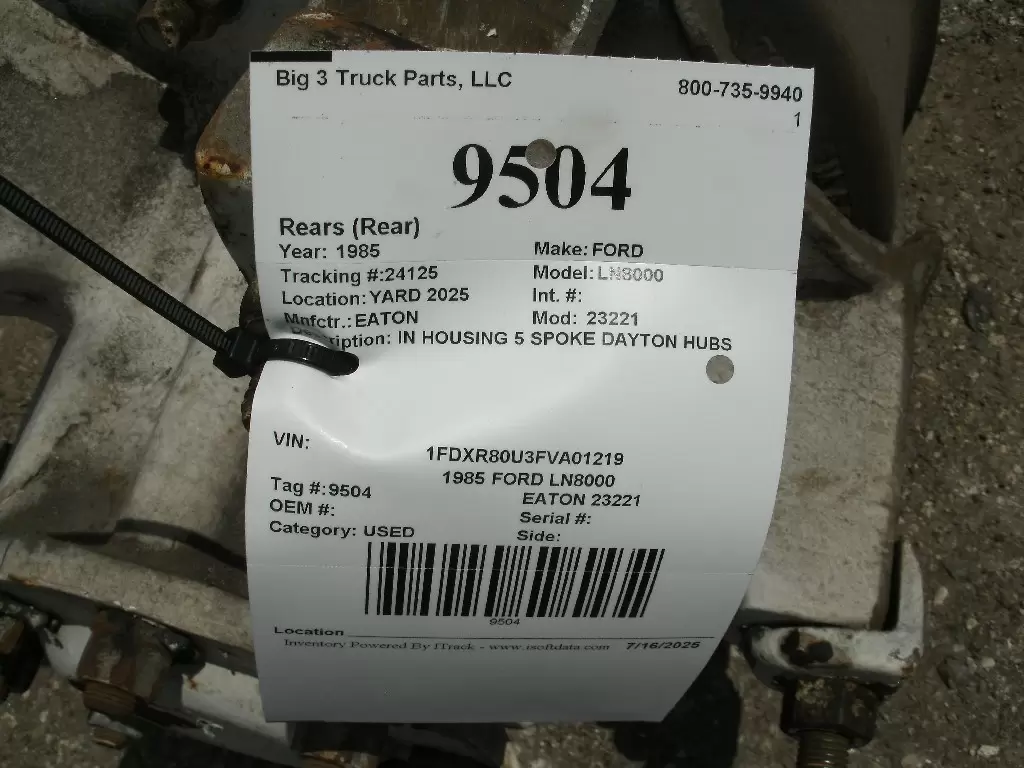 Big 3 Truck Parts, LLC 800-735-9940
1
9504
Rears (Rear)
Year: 1985 Make: FORD
Tracking #:24125 Model: LN8000
Location: YARD 2025 Int. #:
Mnfctr.: EATON Mod: 23221
iption: IN HOUSING 5 SPOKE DAYTON HUBS
VIN: 1FDXR80U3FVA01219
1985 FORD LN8000
Tag #:9504 EATON 23221
OEM #: Serial #:
Category: USED Side:
9504
Location
Inventory Powered By ITrack - www.isoftdata.com 7/16/2025